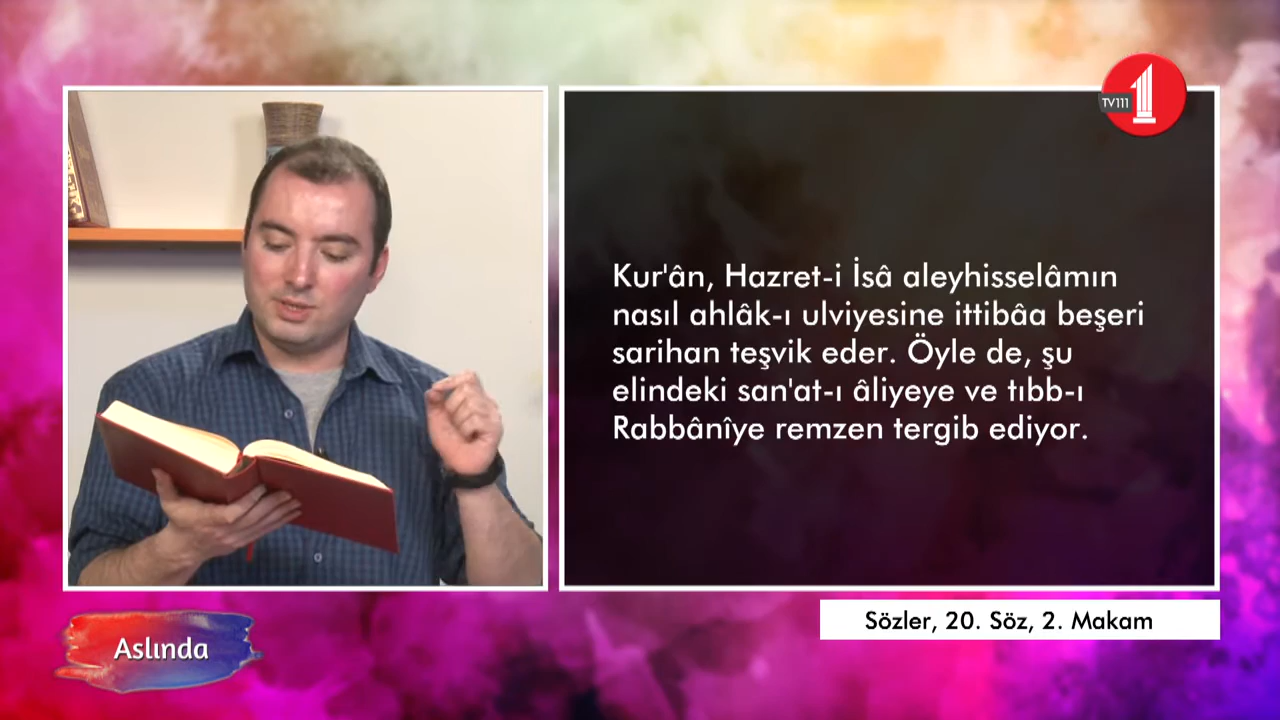 TV111
1
Kur'ân, Hazret-i İsâ aleyhisselâmın
nasıl ahlâk-ı ulviyesine ittibâa beşeri
sarihan teşvik eder. Öyle de, şu
elindeki san'at-ı âliyeye ve tıbb-ı
Rabbânîye remzen tergib ediyor.
Sözler, 20. Söz, 2. Makam
Aslında